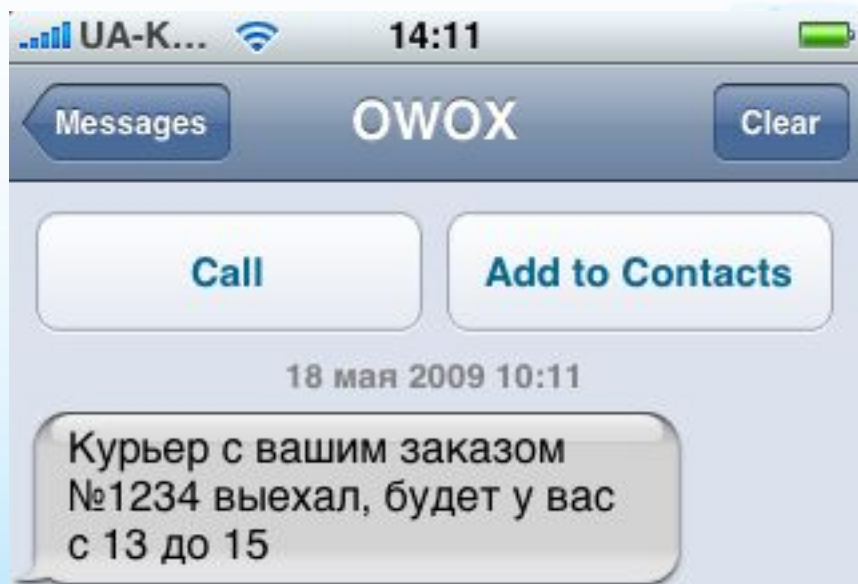 UA-K... 14:11
Messages OWOX Clear
Call Add to Contacts
18 мая 2009 10:11
Курьер с вашим заказом
№1234 выехал, будет у вас
с 13 до 15